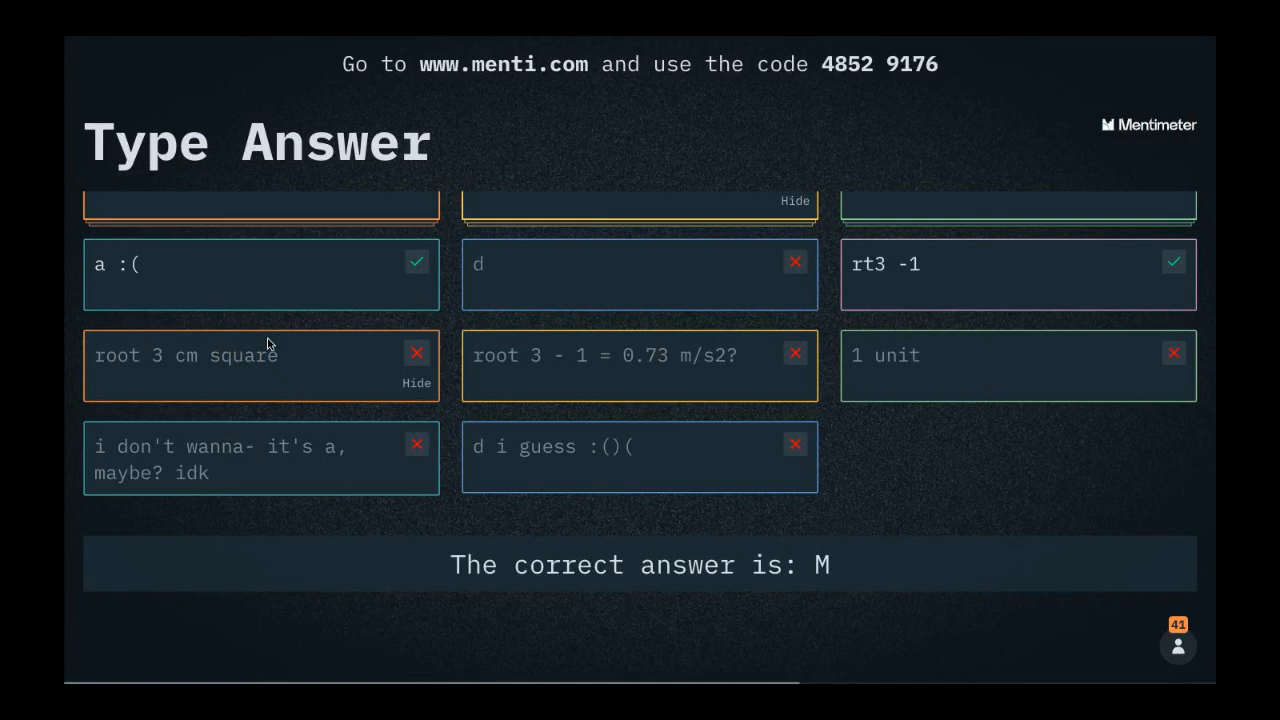 Go to www.menti.com and use the code 4852 9176
Mentimeter
Type Answer
Hide
a :(
d
rt3 -1
root 3 cm square
Hide
root 3 - 1 = 0.73 m/s2?
1 unit
i don't wanna- it's a,
maybe? idk
d i guess :()(
The correct answer is: M
41